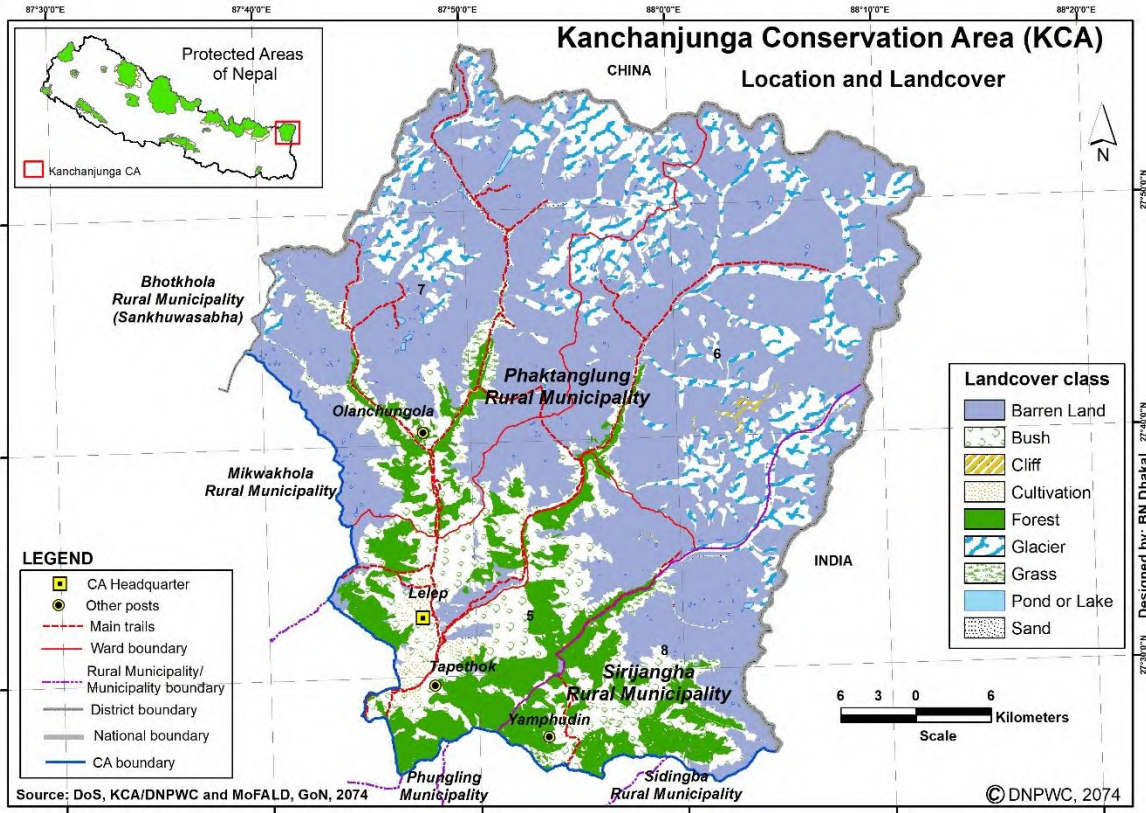 87°30'0"E
87°40'0"E
87°50'0"E
88°0'0"E
88°10'0"E
88°20'0"E
Kanchanjunga Conservation Area (KCA)
Location and Landcover
Protected Areas
of Nepal
Kanchanjunga CA
CHINA
N
27°50'0"N
Bhotkhola
Rural Municipality
(Sankhuwasabha)
7
6
Phaktanglung
Rural Municipality
Olanchungola
27°40'0"N
Mikwakhola
Rural Municipality
INDIA
Landcover class
Barren Land
Bush
Cliff
Cultivation
Forest
Glacier
Grass
Pond or Lake
Sand
Designed by: BN Dhakal
LEGEND
CA Headquarter
Other posts
Main trails
Ward boundary
Rural Municipality/
Municipality boundary
District boundary
National boundary
CA boundary
Lelep
5
8
27°30'0"N
Tapethok
Sirijangha
Rural Municipality
Yamphudin
6 3 0 6
Kilometers
Scale
Phungling
Municipality
Sidingba
Rural Municipality
Source: DoS, KCA/DNPWC and MoFALD, GoN, 2074
© DNPWC, 2074